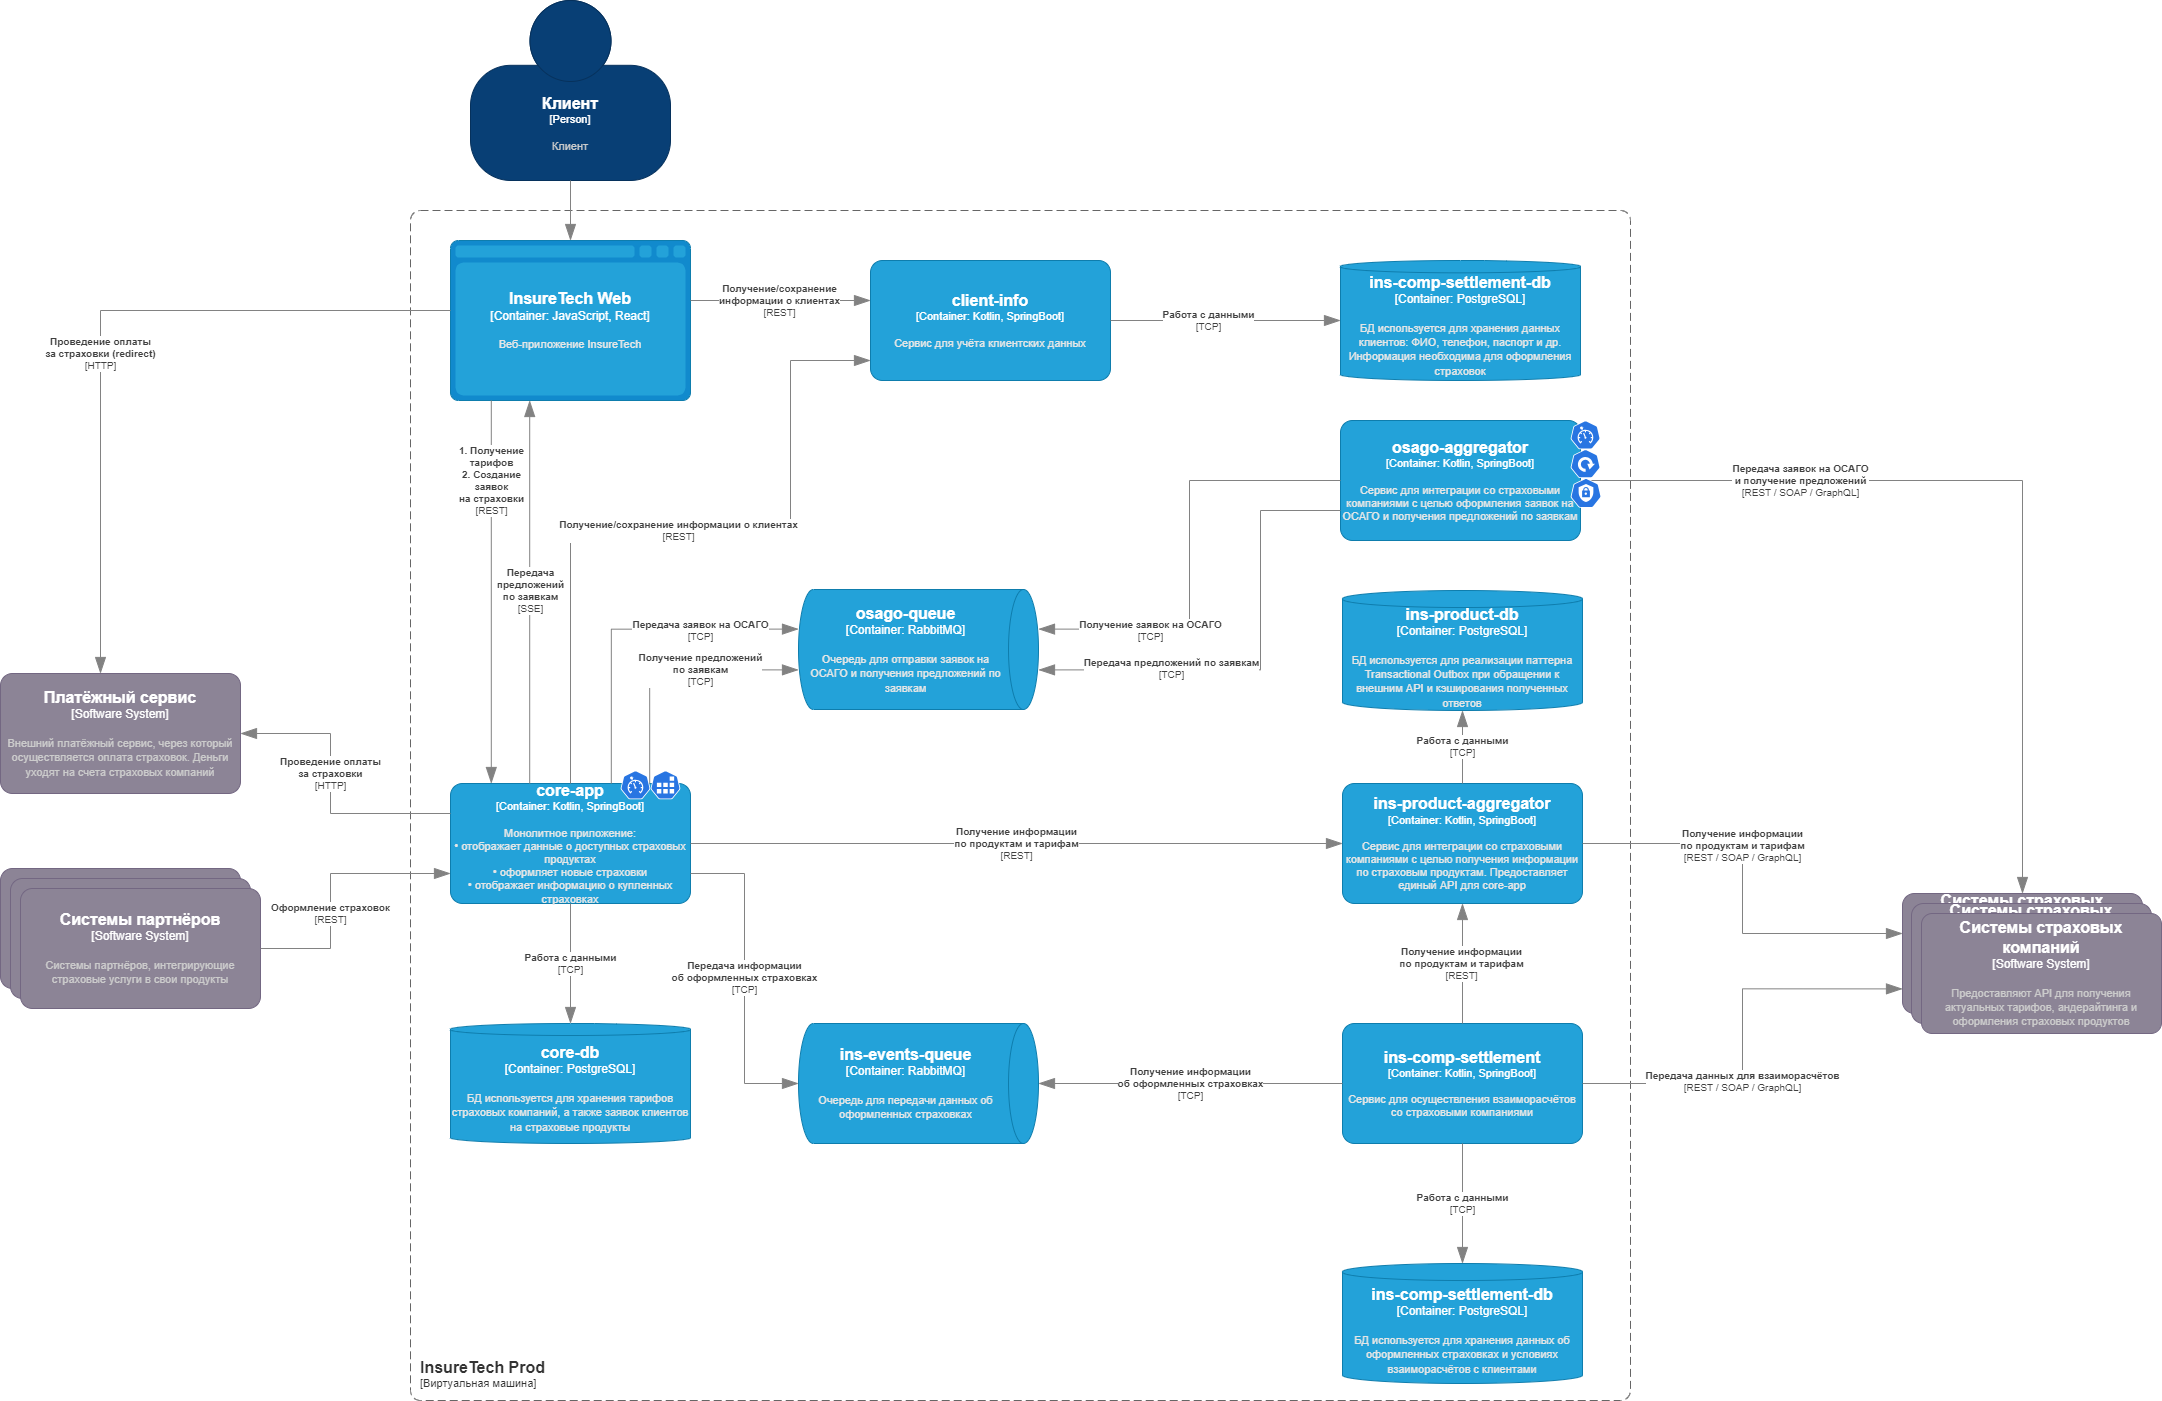 Клиент
[Person]
Клиент
InsureTech Web
[Container: JavaScript, React]
Веб-приложение InsureTech
Получение/сохранение
информации о клиентах
[REST]
client-info
[Container: Kotlin, SpringBoot]
Сервис для учёта клиентских данных
Работа с данными
[TCP]
ins-comp-settlement-db
[Container: PostgreSQL]
БД используется для хранения данных
клиентов: ФИО, телефон, паспорт и др.
Информация необходима для оформления
страховок
Проведение оплаты
за страховки (redirect)
[HTTP]
1. Получение
тарифов
2. Создание
заявок
на страховки
[REST]
Получение/сохранение информации о клиентах
[REST]
osago-aggregator
[Container: Kotlin, SpringBoot]
Сервис для интеграции со страховыми
компаниями с целью оформления заявок на
ОСАГО и получения предложений по заявкам
Передача заявок на ОСАГО
и получение предложений
[REST / SOAP / GraphQL]
Передача
предложений
по заявкам
[SSE]
Передача заявок на ОСАГО
[TCP]
Получение предложений
по заявкам
[TCP]
osago-queue
[Container: RabbitMQ]
Очередь для отправки заявок на
ОСАГО и получения предложений по
заявкам
Получение заявок на ОСАГО
[TCP]
Передача предложений по заявкам
[TCP]
ins-product-db
[Container: PostgreSQL]
БД используется для реализации паттерна
Transactional Outbox при обращении к
внешним API и кэширования полученных
ответов
Работа с данными
[TCP]
Платёжный сервис
[Software System]
Внешний платёжный сервис, через который
осуществляется оплата страховок. Деньги
уходят на счета страховых компаний
Проведение оплаты
за страховки
[HTTP]
core-app
[Container: Kotlin, SpringBoot]
Монолитное приложение:
• отображает данные о доступных страховых
продуктах
• оформляет новые страховки
• отображает информацию о купленных
страховках
Получение информации
по продуктам и тарифам
[REST]
ins-product-aggregator
[Container: Kotlin, SpringBoot]
Сервис для интеграции со страховыми
компаниями с целью получения информации
по страховым продуктам. Предоставляет
единый API для core-app
Получение информации
по продуктам и тарифам
[REST / SOAP / GraphQL]
Системы партнёров
[Software System]
Системы партнёров, интегрирующие
страховые услуги в свои продукты
Оформление страховок
[REST]
Системы страховых
Системы страховых
Системы страховых
компаний
[Software System]
Предоставляют API для получения
актуальных тарифов, андерайтинга и
оформления страховых продуктов
Работа с данными
[TCP]
Передача информации
об оформленных страховках
[TCP]
Получение информации
по продуктам и тарифам
[REST]
core-db
[Container: PostgreSQL]
БД используется для хранения тарифов
страховых компаний, а также заявок клиентов
на страховые продукты
ins-events-queue
[Container: RabbitMQ]
Очередь для передачи данных об
оформленных страховках
Получение информации
об оформленных страховках
[TCP]
ins-comp-settlement
[Container: Kotlin, SpringBoot]
Сервис для осуществления взаиморасчётов
со страховыми компаниями
Передача данных для взаиморасчётов
[REST / SOAP / GraphQL]
Работа с данными
[TCP]
ins-comp-settlement-db
[Container: PostgreSQL]
БД используется для хранения данных об
оформленных страховках и условиях
взаиморасчётов с клиентами
InsureTech Prod
[Виртуальная машина]